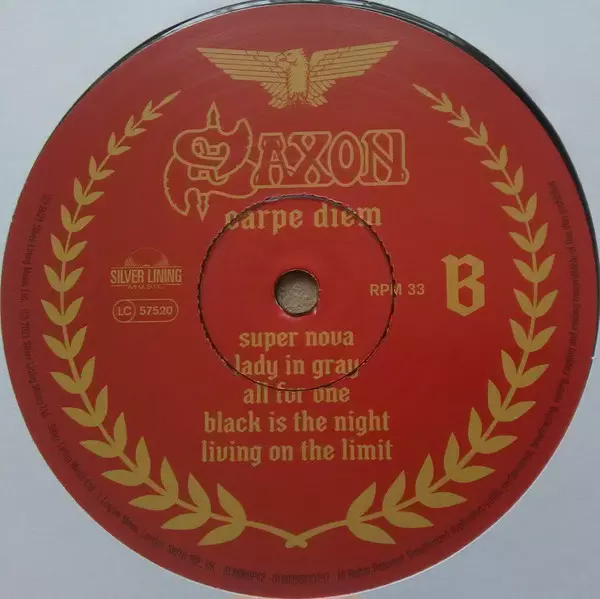 SAXON
carpe diem
SILVER LINING
MUSIC
LC 57520
RPM 33
B
super nova
lady in gray
all for one
black is the night
living on the limit